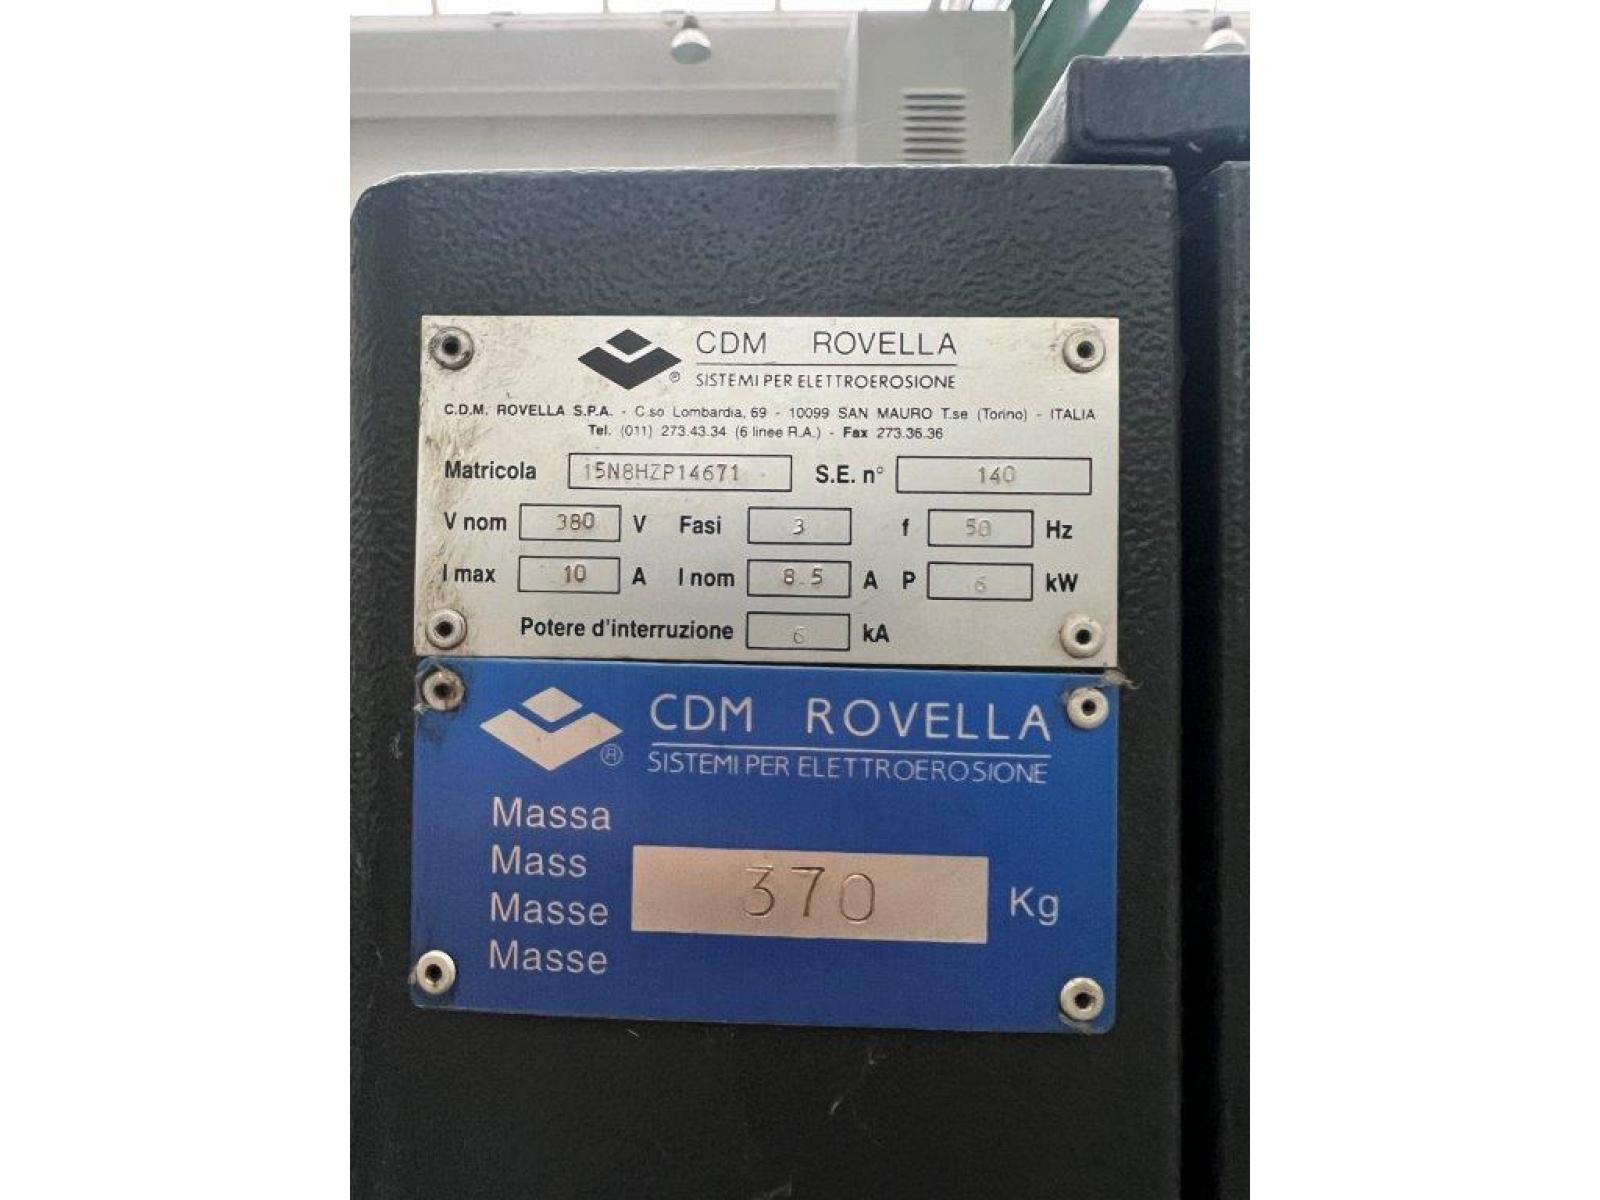 CDM ROVELLA
® SISTEMI PER ELETTROEROSIONE
C.D.M. ROVELLA S.P.A. - C.so Lombardia, 69 - 10099 SAN MAURO T.se (Torino) - ITALIA
Tel. (011) 273.43.34 (6 linee R.A.) - Fax 273.36.36
Matricola 15N8HZP14671 S.E. n° 140
V nom 380 V Fasi 3 f 50 Hz
I max 10 A I nom 8.5 A P 6 kW
Potere d'interruzione 6 kA
CDM ROVELLA
® SISTEMI PER ELETTROEROSIONE
Massa
Mass
Masse 370 Kg
Masse